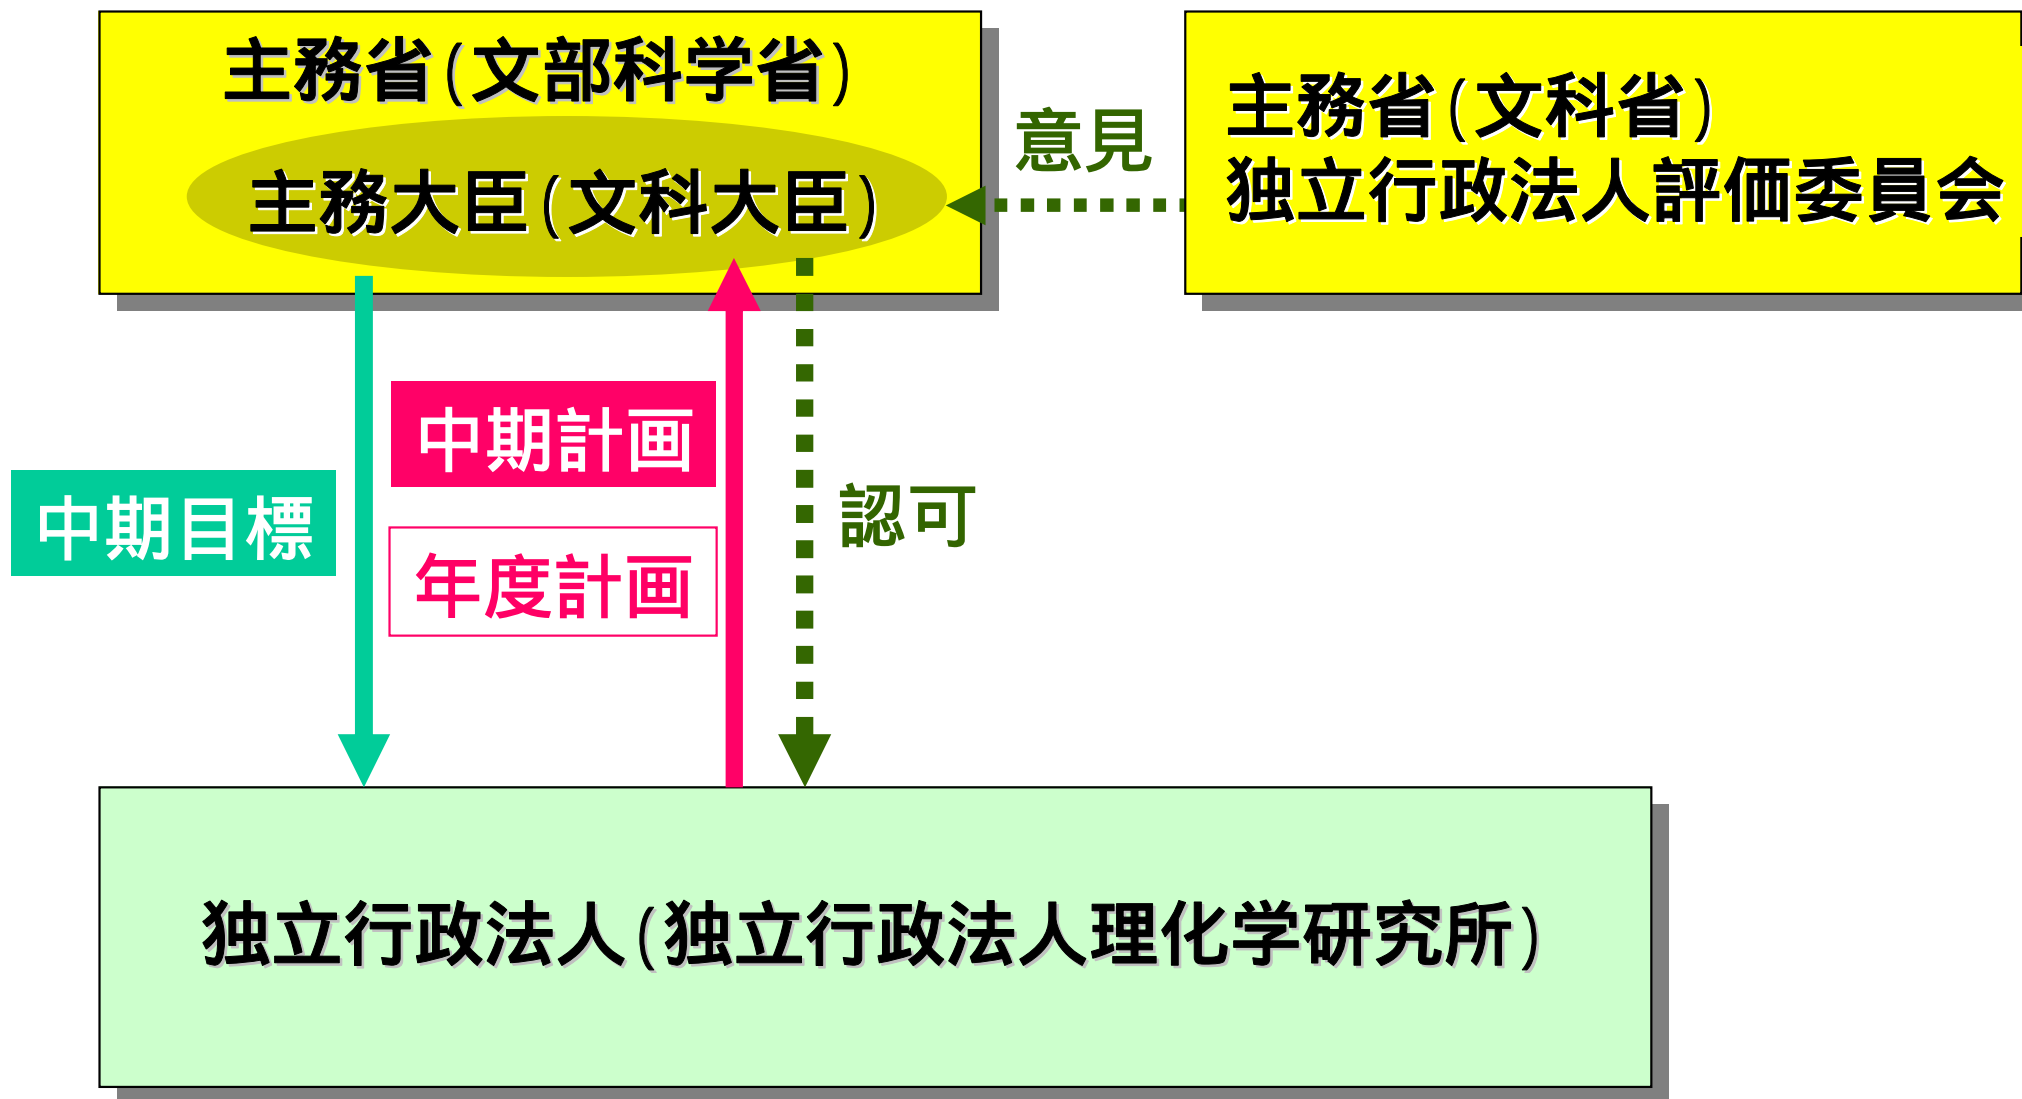 主務省(文部科学省)
主務大臣(文科大臣)
意見
主務省(文科省)
独立行政法人評価委員会
中期計画
中期目標
認可
年度計画
独立行政法人(独立行政法人理化学研究所)